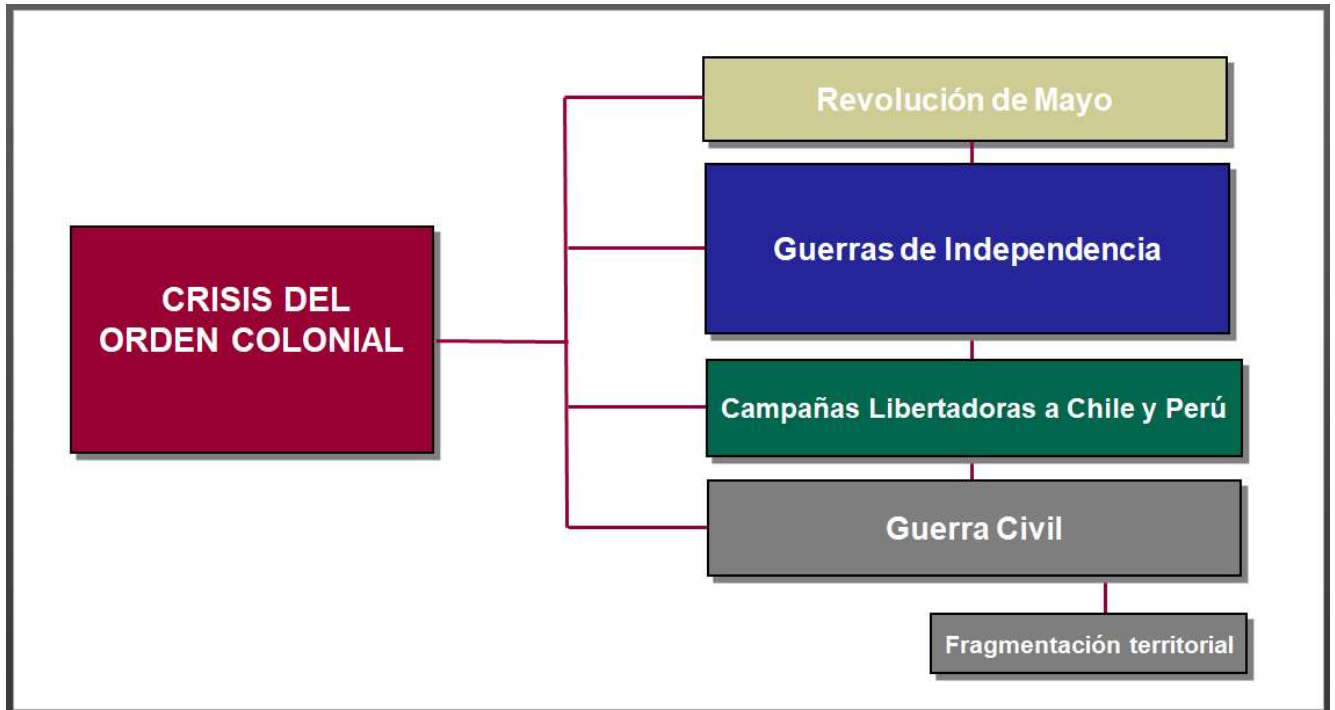 Revolución de Mayo
Guerras de Independencia
CRISIS DEL
ORDEN COLONIAL
Campañas Libertadoras a Chile y Perú
Guerra Civil
Fragmentación territorial